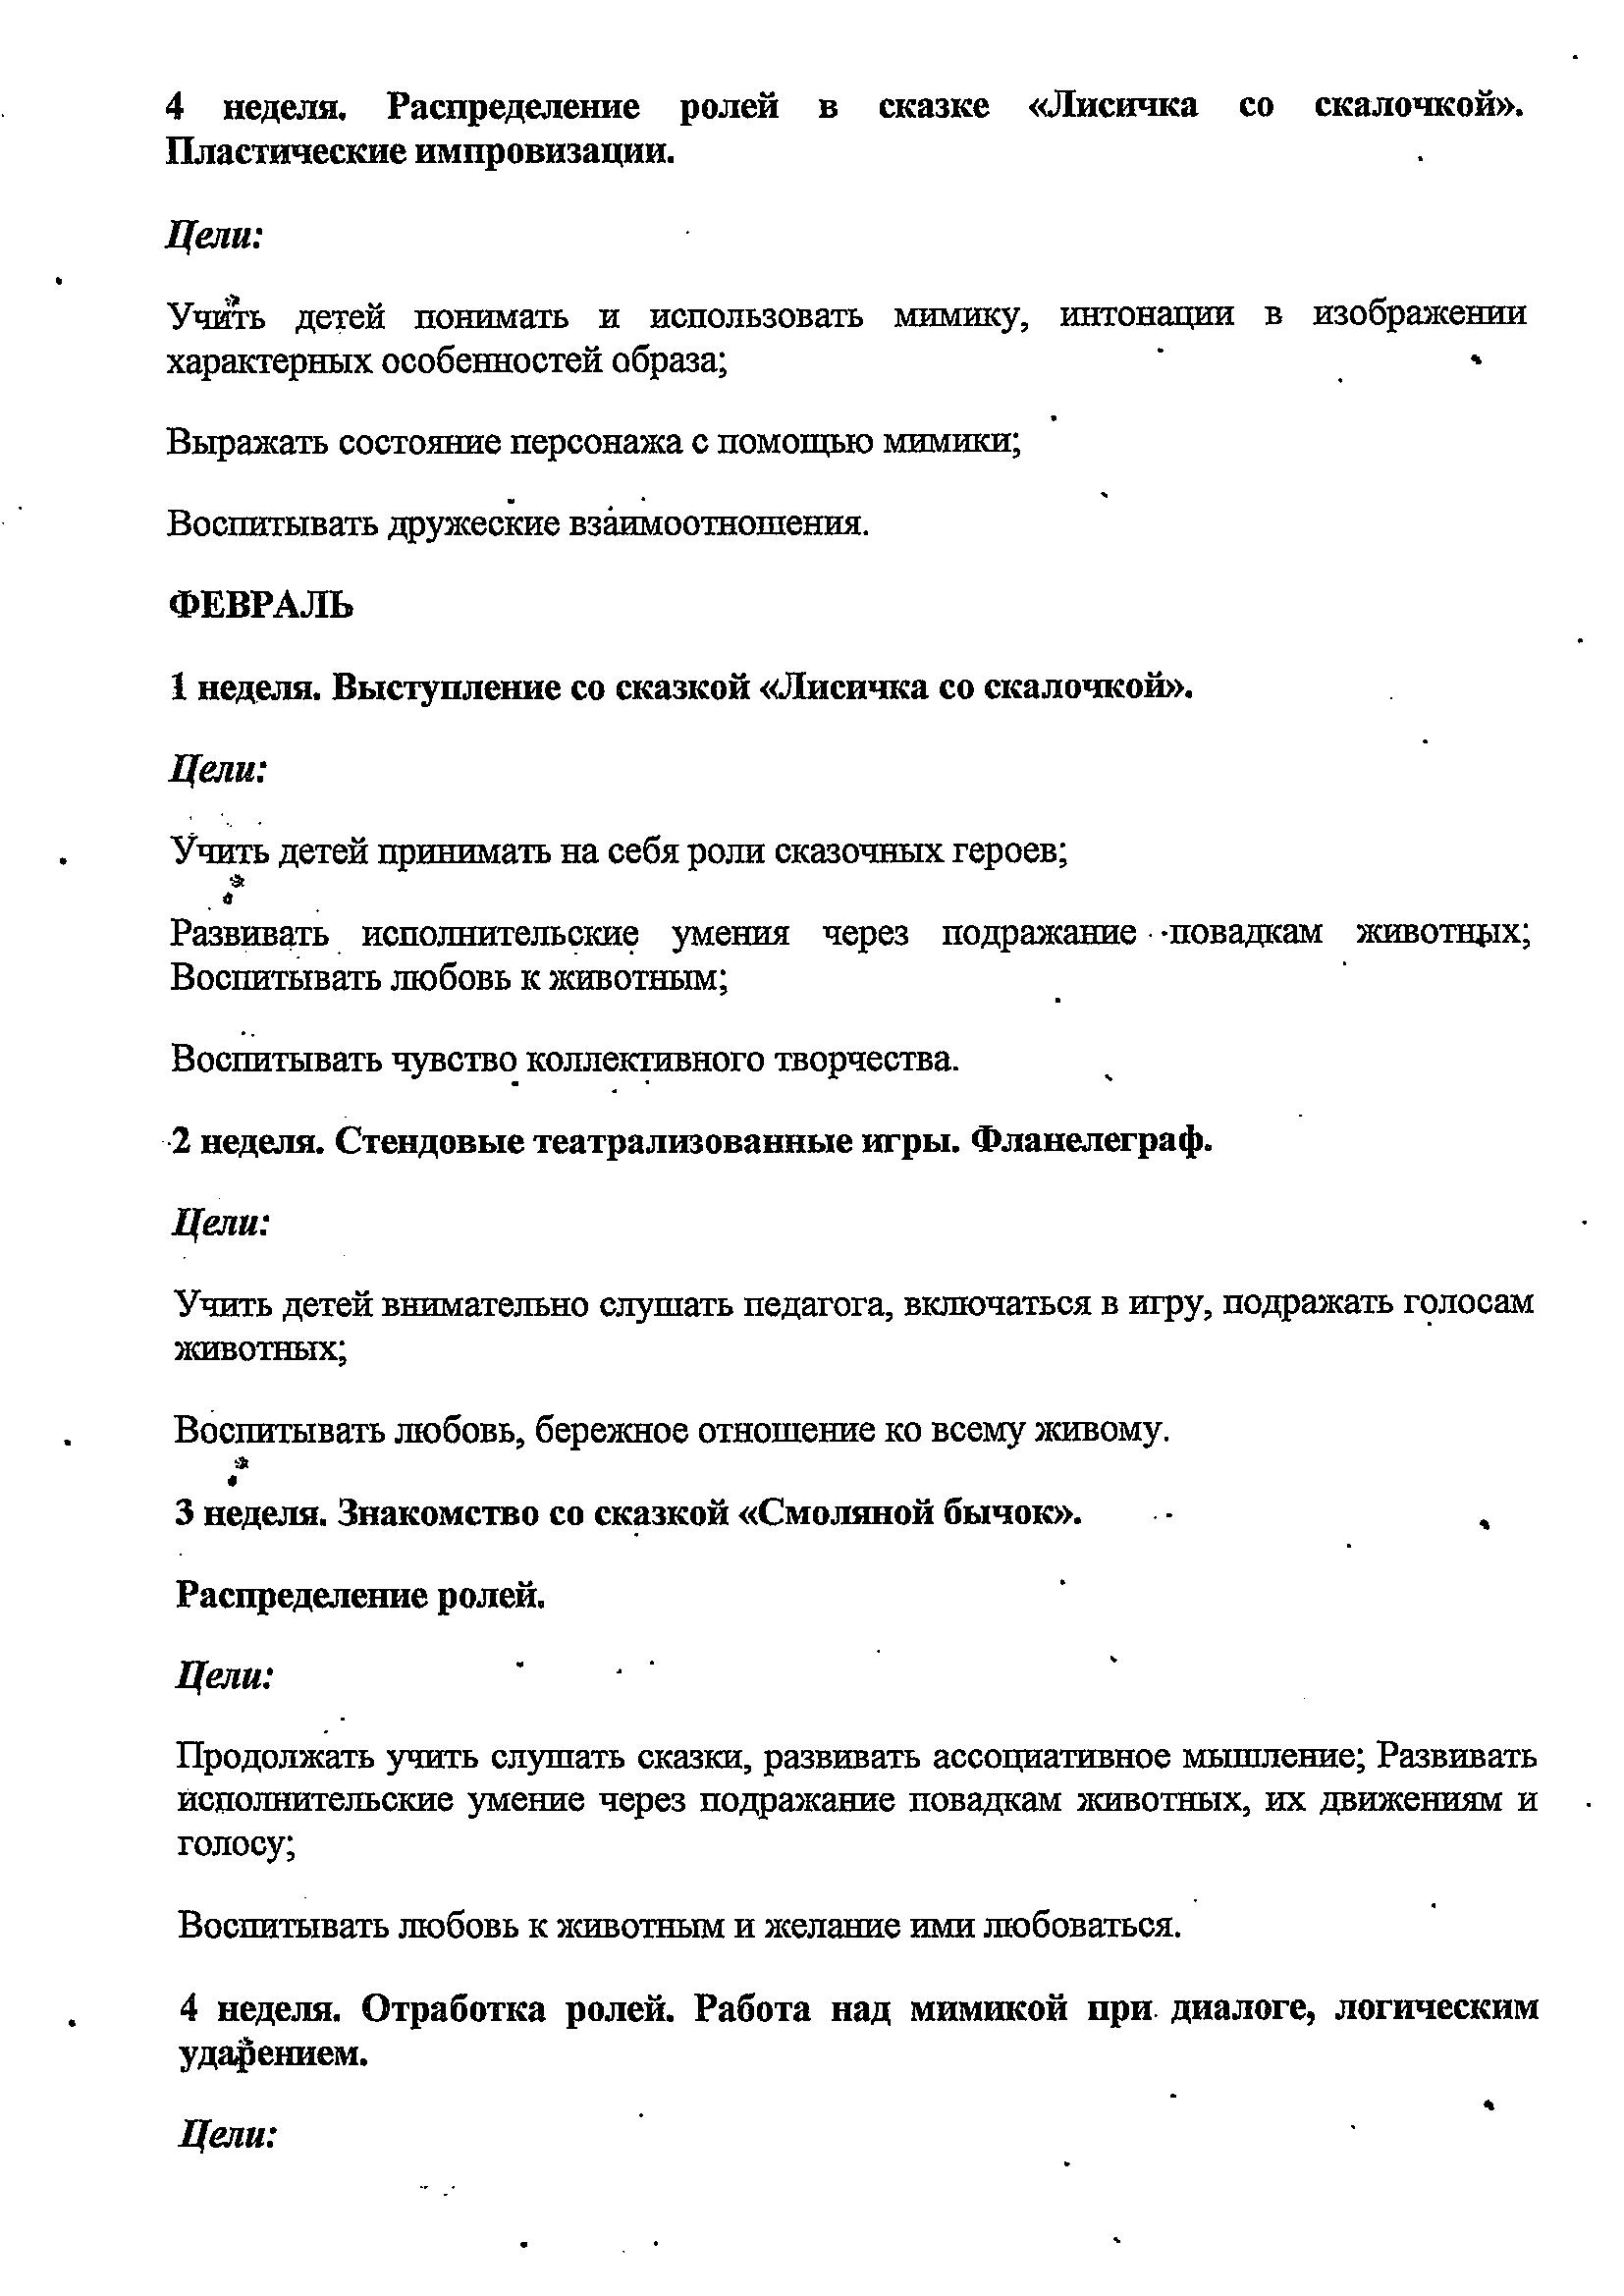 4 неделя. Распределение ролей в сказке «Лисичка со скалочкой».
Пластические импровизации.
Цели:
Учить детей понимать и использовать мимику, интонации в изображении
характерных особенностей образа;
Выражать состояние персонажа с помощью мимики;
Воспитывать дружеские взаимоотношения.
ФЕВРАЛЬ
1 неделя. Выступление со сказкой «Лисичка со скалочкой».
Цели:
Учить детей принимать на себя роли сказочных героев;
Развивать исполнительские умения через подражание повадкам животных;
Воспитывать любовь к животным;
Воспитывать чувство коллективного творчества.
2 неделя. Стендовые театрализованные игры. Фланелеграф.
Цели:
Учить детей внимательно слушать педагога, включаться в игру, подражать голосам
животных;
Воспитывать любовь, бережное отношение ко всему живому.
3 неделя. Знакомство со сказкой «Смоляной бычок».
Распределение ролей.
Цели:
Продолжать учить слушать сказки, развивать ассоциативное мышление; Развивать
исполнительские умение через подражание повадкам животных, их движениям и
голосу;
Воспитывать любовь к животным и желание ими любоваться.
4 неделя. Отработка ролей. Работа над мимикой при диалоге, логическим
ударением.
Цели: